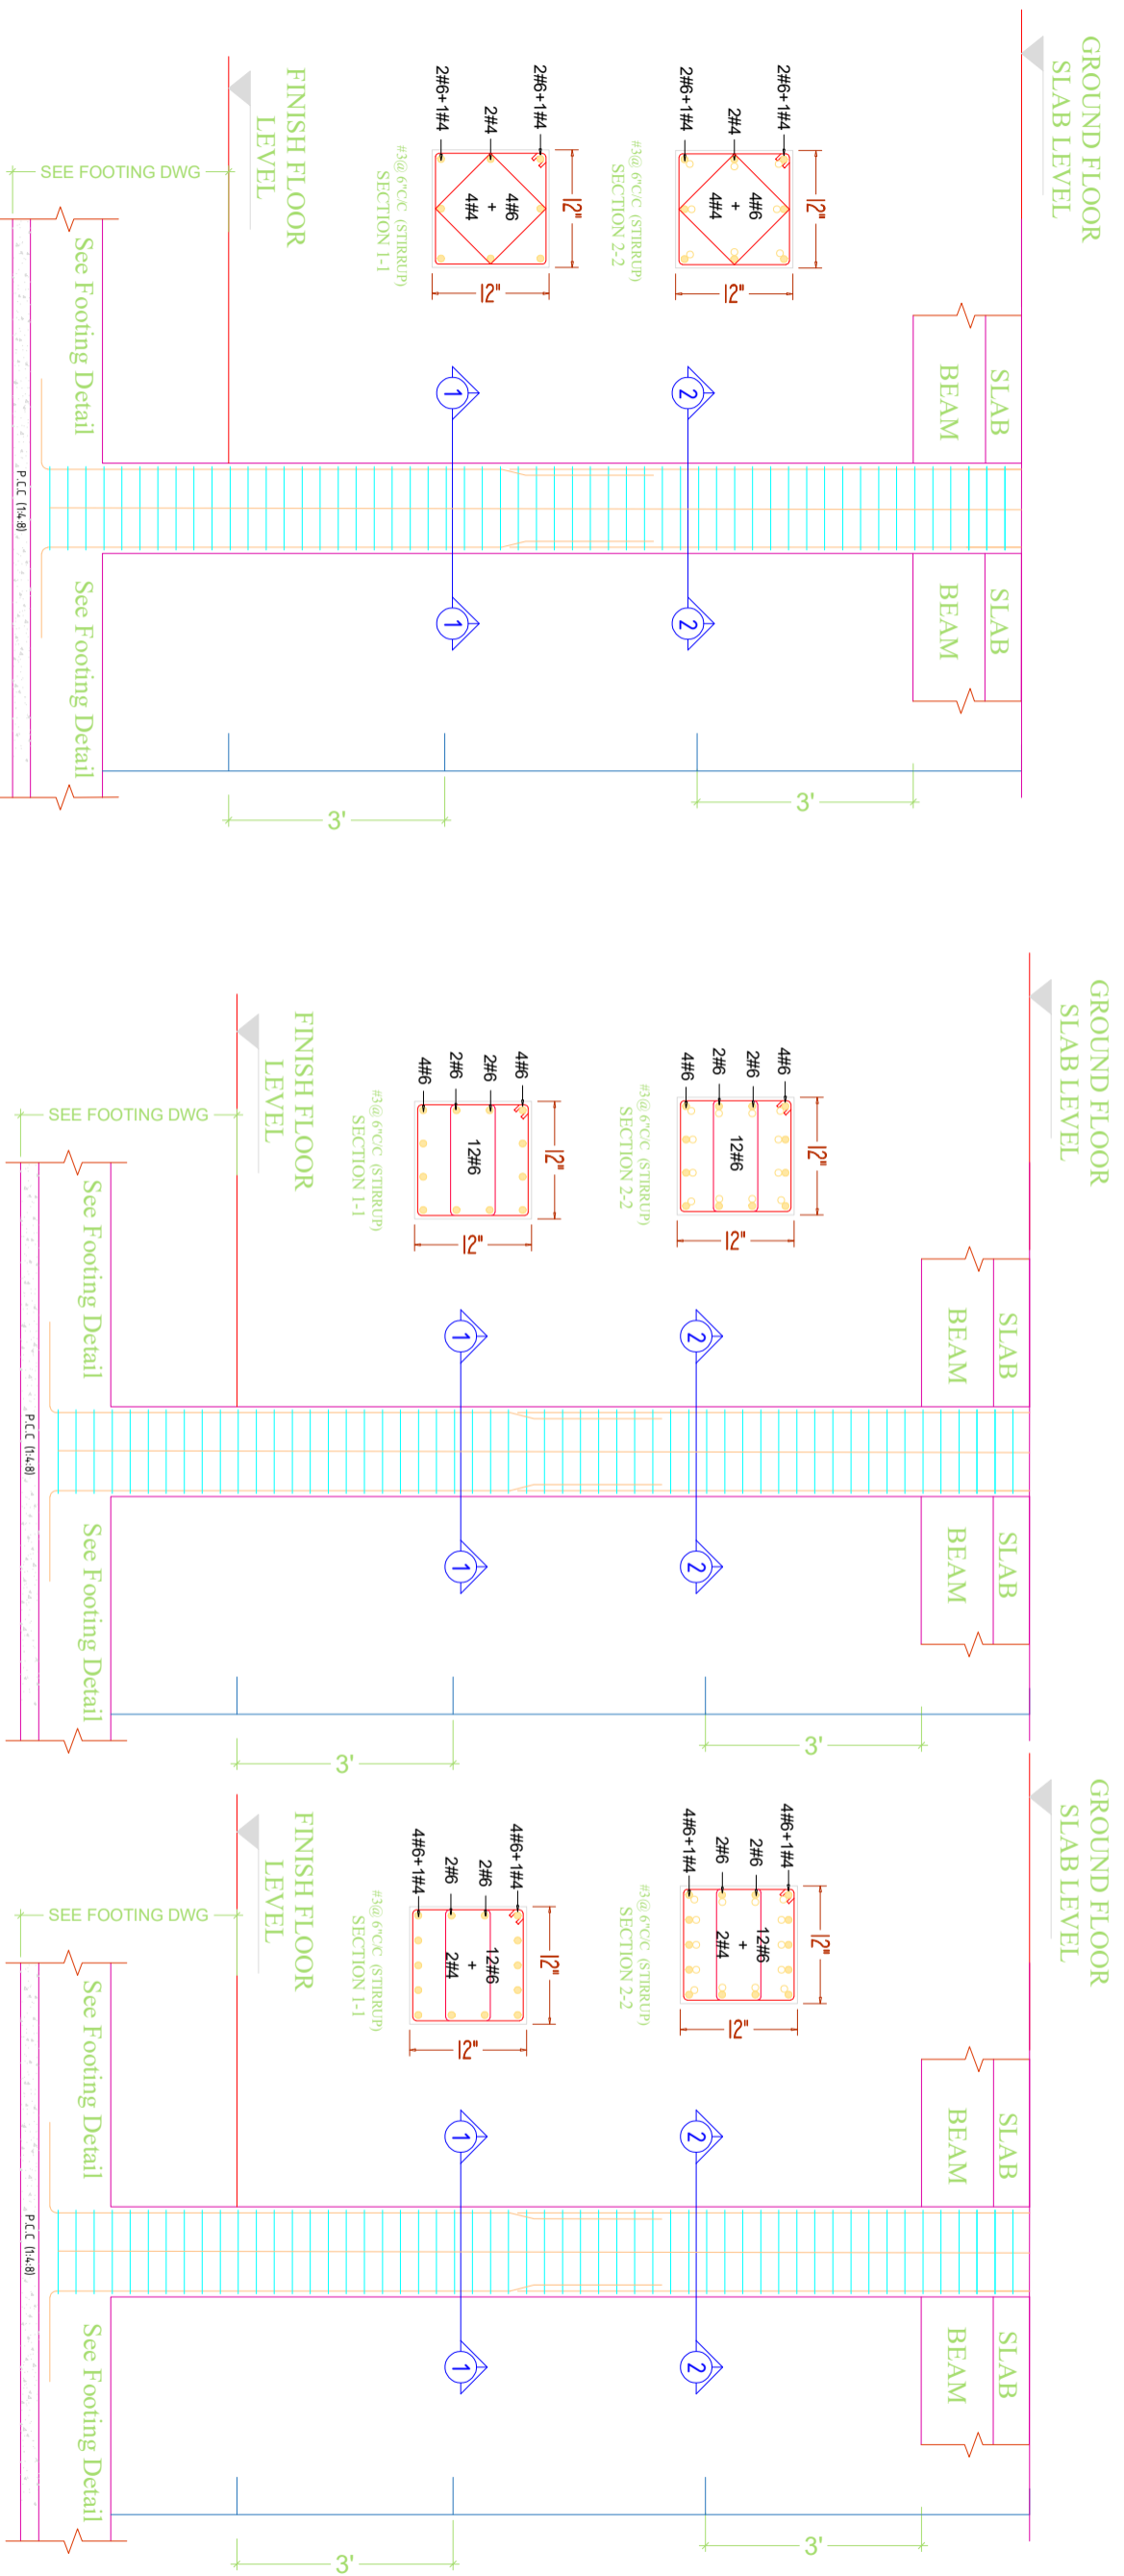 GROUND FLOOR
SLAB LEVEL
2#6+1#4
2#4
2#6+1#4
4#6
+
4#4
12"
12"
#3@ 6"C/C (STIRRUP)
SECTION 2-2
2#6+1#4
2#4
2#6+1#4
4#6
+
4#4
12"
12"
#3@ 6"C/C (STIRRUP)
SECTION 1-1
FINISH FLOOR
LEVEL
SEE FOOTING DWG
SLAB
BEAM
SLAB
BEAM
2
2
1
1
3'
3'
See Footing Detail
See Footing Detail
P.C.C (1:4:8)
GROUND FLOOR
SLAB LEVEL
4#6
2#6
2#6
4#6
12#6
12"
12"
#3@ 6"C/C (STIRRUP)
SECTION 2-2
4#6
2#6
2#6
4#6
12#6
12"
12"
#3@ 6"C/C (STIRRUP)
SECTION 1-1
FINISH FLOOR
LEVEL
SEE FOOTING DWG
SLAB
BEAM
SLAB
BEAM
2
2
1
1
3'
3'
See Footing Detail
See Footing Detail
P.C.C (1:4:8)
GROUND FLOOR
SLAB LEVEL
4#6+1#4
2#6
2#6
4#6+1#4
12#6
+
2#4
12"
12"
#3@ 6"C/C (STIRRUP)
SECTION 2-2
4#6+1#4
2#6
2#6
4#6+1#4
12#6
+
2#4
12"
12"
#3@ 6"C/C (STIRRUP)
SECTION 1-1
FINISH FLOOR
LEVEL
SEE FOOTING DWG
SLAB
BEAM
SLAB
BEAM
2
2
1
1
3'
3'
See Footing Detail
See Footing Detail
P.C.C (1:4:8)